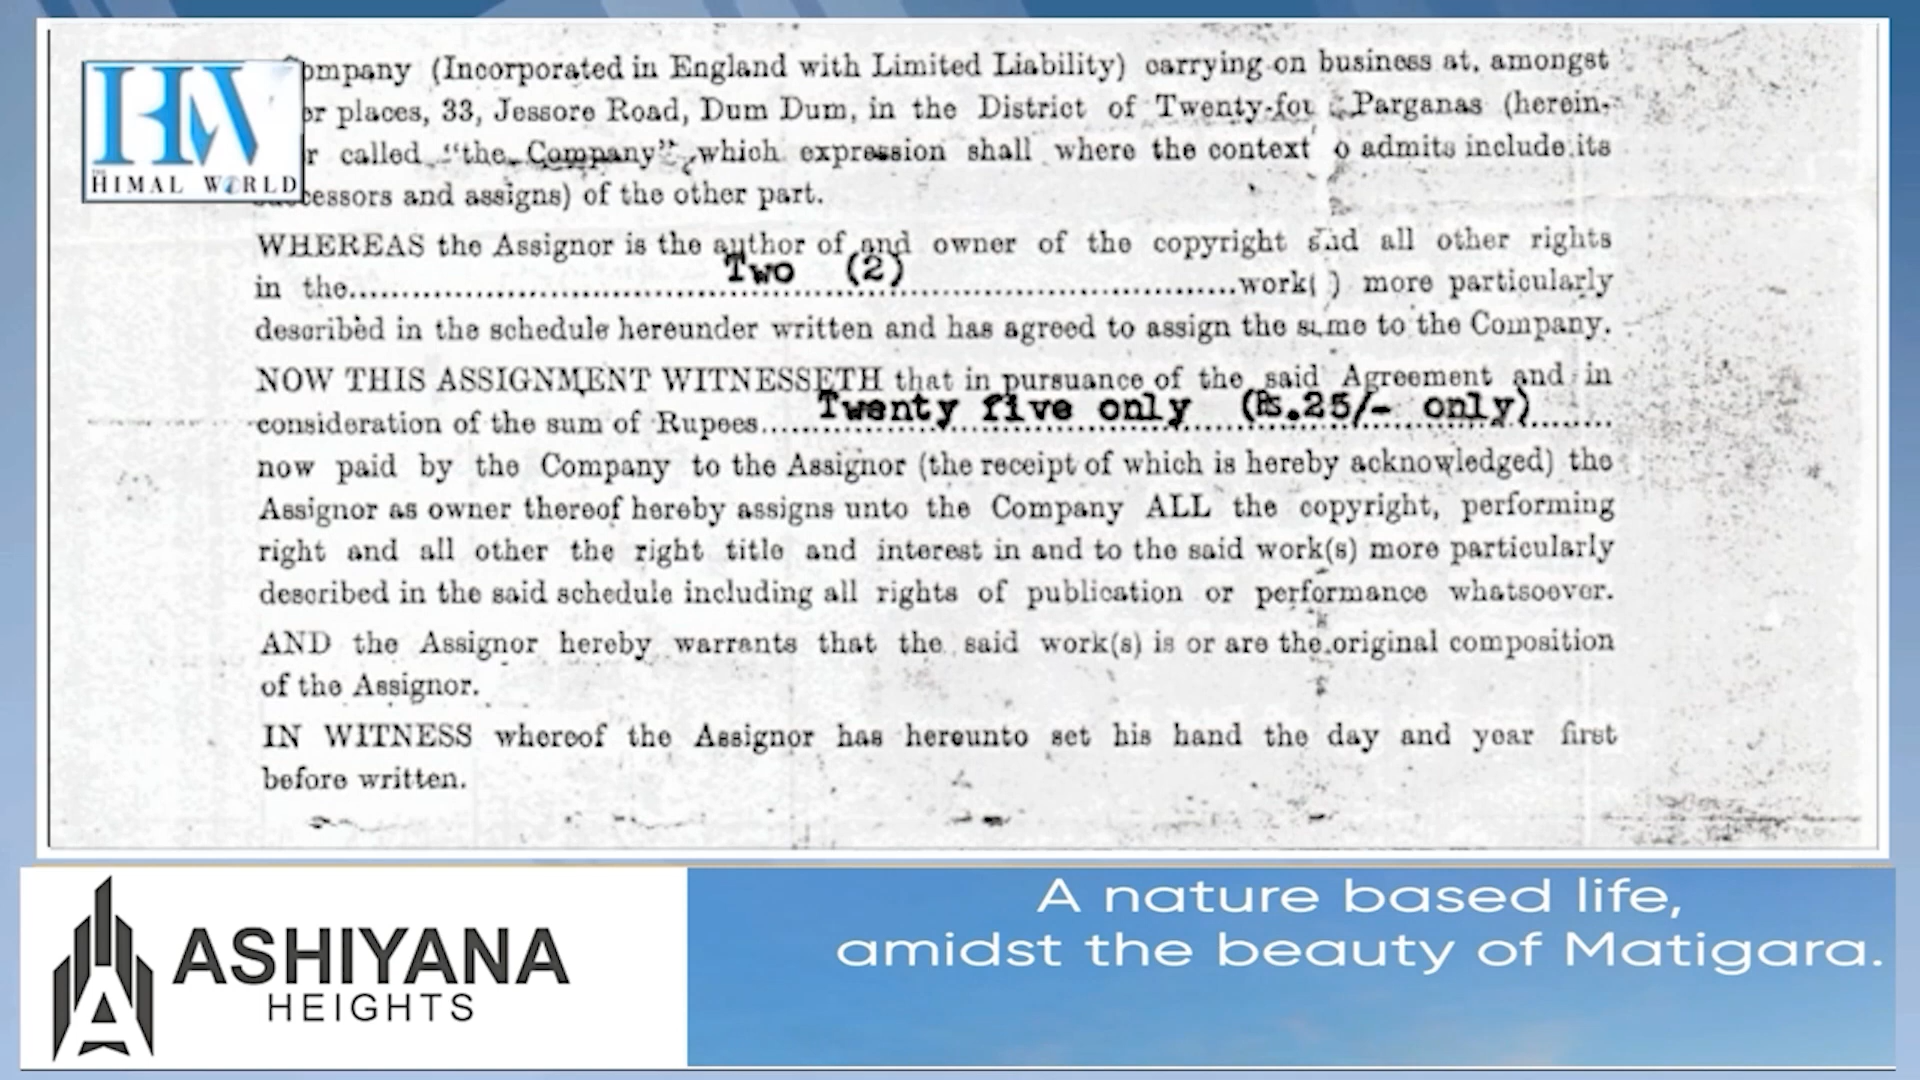 Company (Incorporated in England with Limited Liability) carrying on business at, amongst
places, 33, Jessore Road, Dum Dum, in the District of Parganas (herein-
called "the Company" which expression shall where the context admits include its
and assigns) of the other part.
WHEREAS the Assignor is the author of and owner of the copyright and all other rights
Two (2)
in the..............................work( ) more particularly
described in the schedule hereunder written and has agreed to assign the same to the Company.
NOW THIS ASSIGNMENT WITNESSETH that in pursuance of the said Agreement and in
Twenty five only (Rs.25/- only)
consideration of the sum of Rupees..............................
now paid by the Company to the Assignor (the receipt of which is hereby acknowledged) the
Assignor as owner thereof hereby assigns unto the Company ALL the copyright, performing
right and all other the right title and interest in and to the said work(s) more particularly
described in the said schedule including all rights of publication or performance whatsoever.
AND the Assignor hereby warrants that the said work(s) is or are the original composition
of the Assignor.
IN WITNESS whereof the Assignor has hereunto set his hand the day and year first
before written.
THE
HIMAL WORLD
ASHIYANA
HEIGHTS
A nature based life,
amidst the beauty of Matigara.